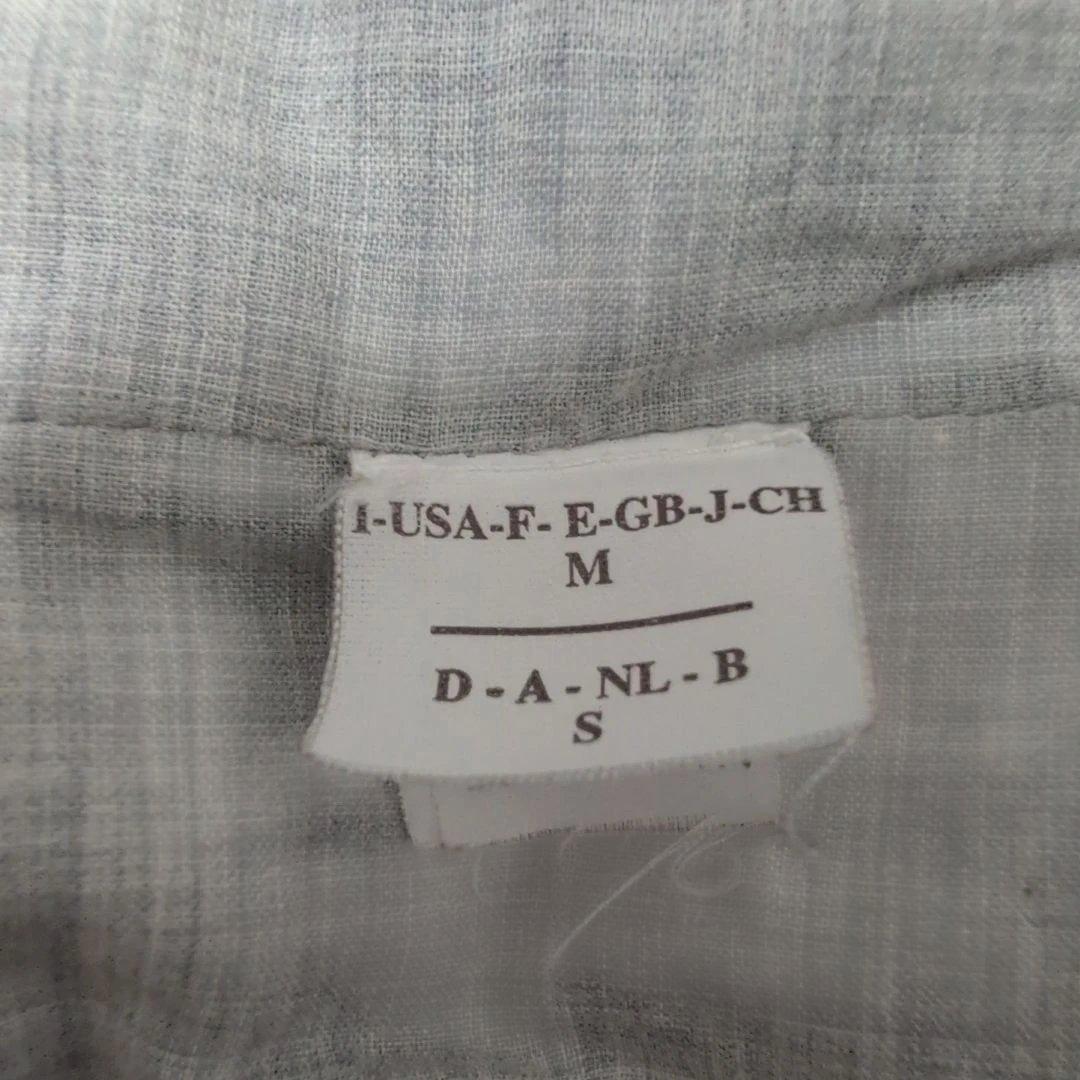 I-USA-F- E-GB-J-CH
M
D - A - NL - B
S